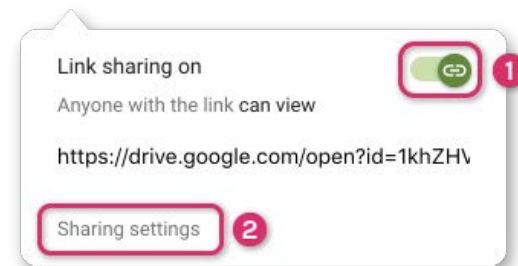 Link sharing on
1
Anyone with the link can view
https://drive.google.com/open?id=1khZH
Sharing settings
2